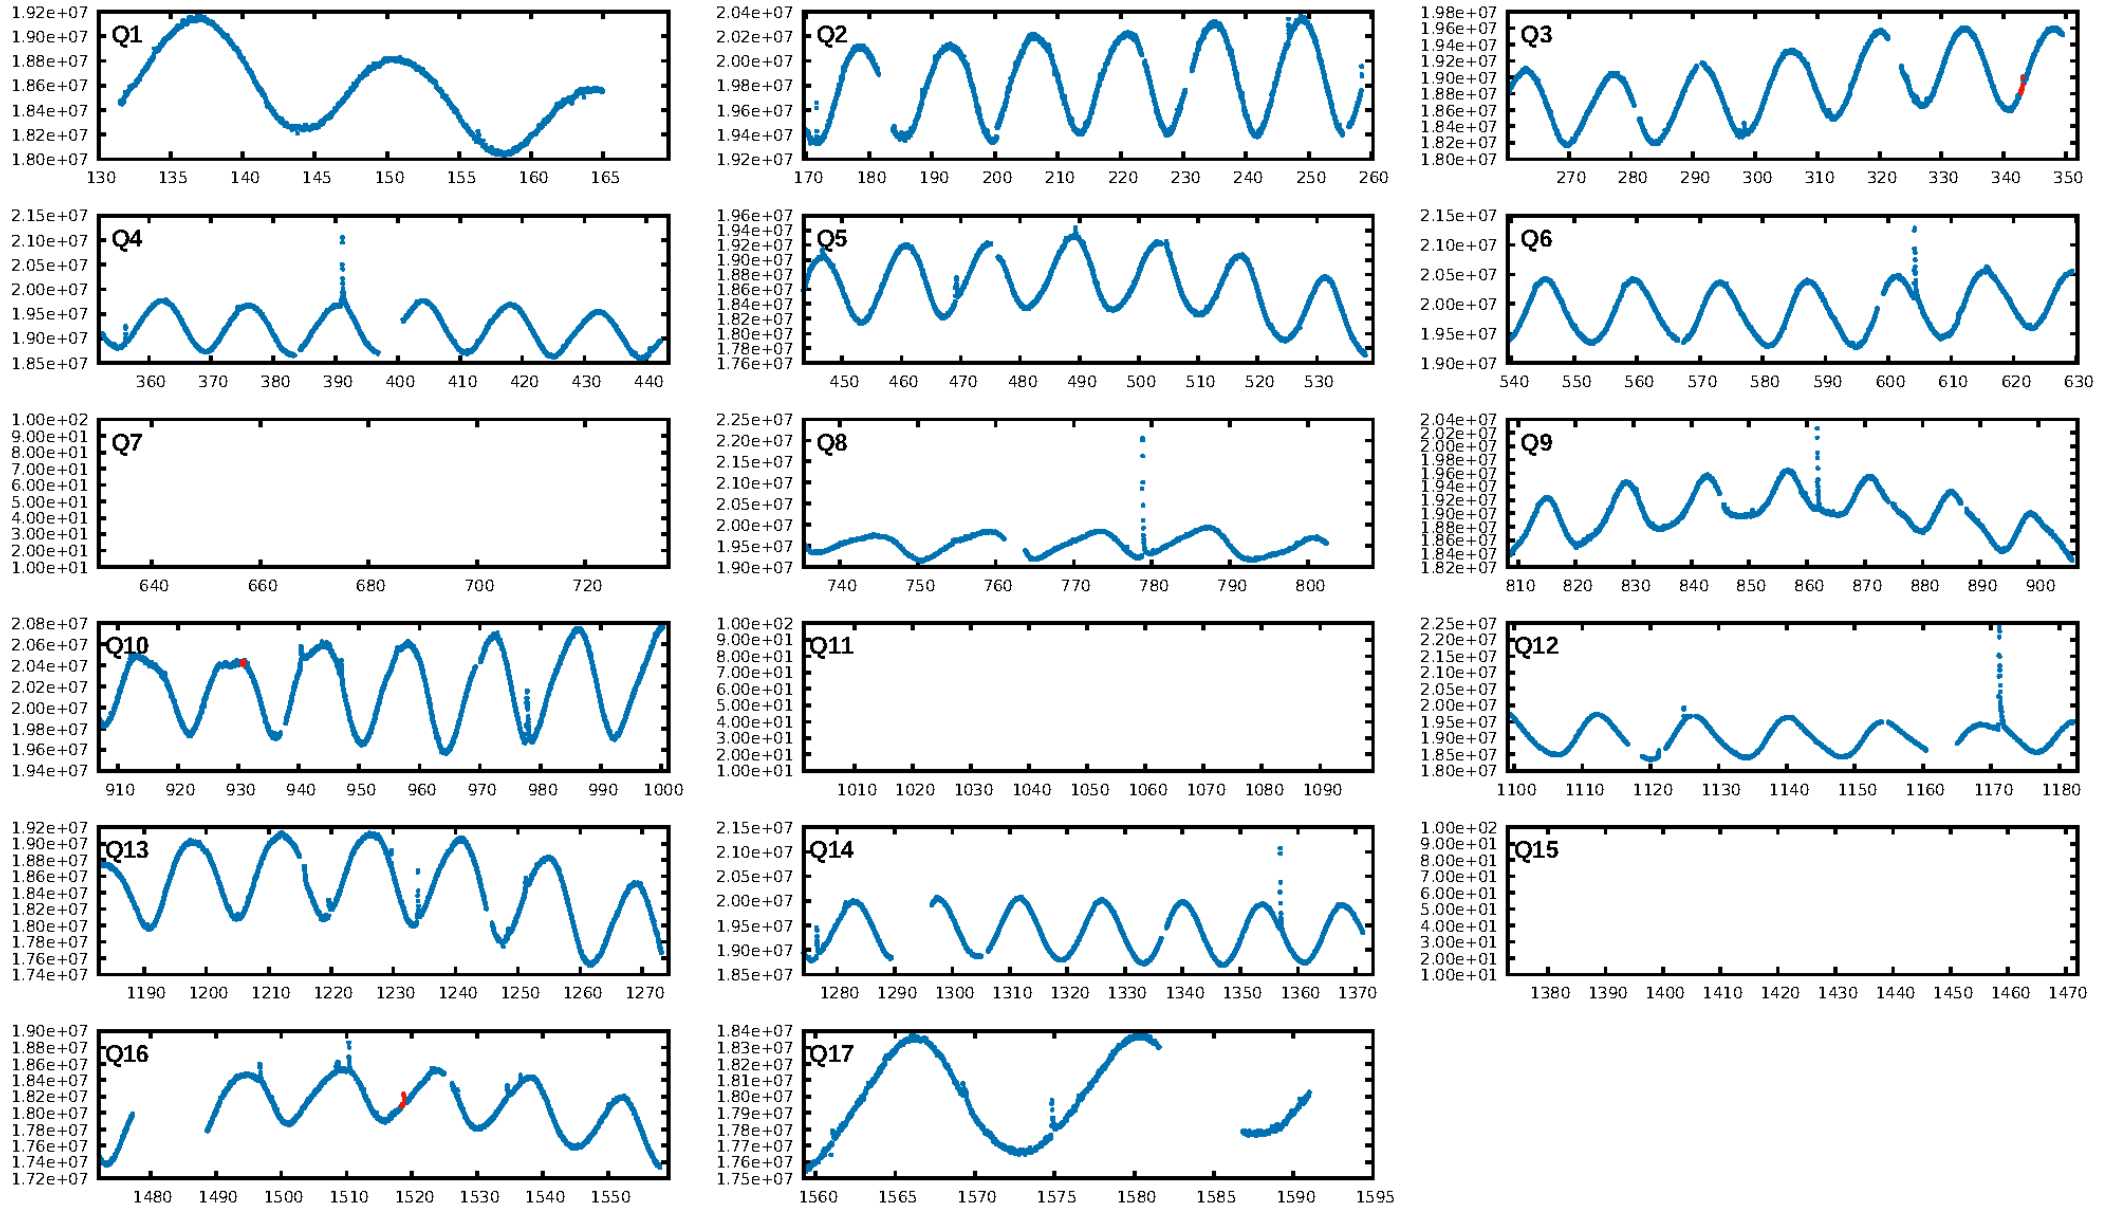 1.92e+07
1.90e+07
1.88e+07
1.86e+07
1.84e+07
1.82e+07
1.80e+07
Q1
130 135 140 145 150 155 160 165
2.04e+07
2.02e+07
2.00e+07
1.98e+07
1.96e+07
1.94e+07
1.92e+07
Q2
170 180 190 200 210 220 230 240 250 260
1.98e+07
1.96e+07
1.94e+07
1.92e+07
1.90e+07
1.88e+07
1.86e+07
1.84e+07
1.82e+07
1.80e+07
Q3
270 280 290 300 310 320 330 340 350
2.15e+07
2.10e+07
2.05e+07
2.00e+07
1.95e+07
1.90e+07
1.85e+07
Q4
360 370 380 390 400 410 420 430 440
1.96e+07
1.94e+07
1.92e+07
1.90e+07
1.88e+07
1.86e+07
1.84e+07
1.82e+07
1.80e+07
1.78e+07
1.76e+07
Q5
450 460 470 480 490 500 510 520 530
2.15e+07
2.10e+07
2.05e+07
2.00e+07
1.95e+07
1.90e+07
Q6
540 550 560 570 580 590 600 610 620 630
1.00e+02
9.00e+01
8.00e+01
7.00e+01
6.00e+01
5.00e+01
4.00e+01
3.00e+01
2.00e+01
1.00e+01
Q7
640 660 680 700 720
2.25e+07
2.20e+07
2.15e+07
2.10e+07
2.05e+07
2.00e+07
1.95e+07
1.90e+07
Q8
740 750 760 770 780 790 800
2.04e+07
2.02e+07
2.00e+07
1.98e+07
1.96e+07
1.94e+07
1.92e+07
1.90e+07
1.88e+07
1.86e+07
1.84e+07
1.82e+07
Q9
810 820 830 840 850 860 870 880 890 900
2.08e+07
2.06e+07
2.04e+07
2.02e+07
2.00e+07
1.98e+07
1.96e+07
1.94e+07
Q10
910 920 930 940 950 960 970 980 990 1000
1.00e+02
9.00e+01
8.00e+01
7.00e+01
6.00e+01
5.00e+01
4.00e+01
3.00e+01
2.00e+01
1.00e+01
Q11
1010 1020 1030 1040 1050 1060 1070 1080 1090
2.25e+07
2.20e+07
2.15e+07
2.10e+07
2.05e+07
2.00e+07
1.95e+07
1.90e+07
1.85e+07
1.80e+07
Q12
1100 1110 1120 1130 1140 1150 1160 1170 1180
1.92e+07
1.90e+07
1.88e+07
1.86e+07
1.84e+07
1.82e+07
1.80e+07
1.78e+07
1.76e+07
1.74e+07
Q13
1190 1200 1210 1220 1230 1240 1250 1260 1270
2.15e+07
2.10e+07
2.05e+07
2.00e+07
1.95e+07
1.90e+07
1.85e+07
Q14
1280 1290 1300 1310 1320 1330 1340 1350 1360 1370
1.00e+02
9.00e+01
8.00e+01
7.00e+01
6.00e+01
5.00e+01
4.00e+01
3.00e+01
2.00e+01
1.00e+01
Q15
1380 1390 1400 1410 1420 1430 1440 1450 1460 1470
1.90e+07
1.88e+07
1.86e+07
1.84e+07
1.82e+07
1.80e+07
1.78e+07
1.76e+07
1.74e+07
1.72e+07
Q16
1480 1490 1500 1510 1520 1530 1540 1550
1.84e+07
1.83e+07
1.82e+07
1.81e+07
1.80e+07
1.79e+07
1.78e+07
1.77e+07
1.76e+07
1.75e+07
Q17
1560 1565 1570 1575 1580 1585 1590 1595